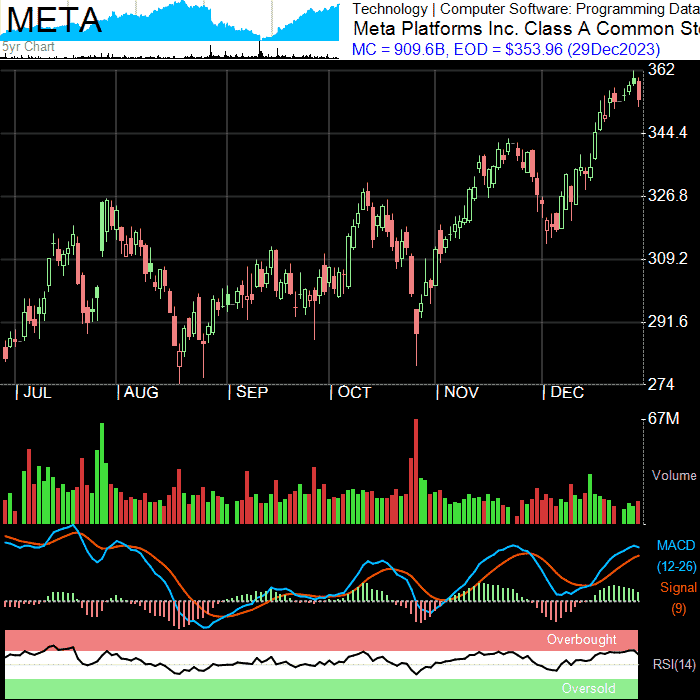 META
5yr Chart
Technology | Computer Software: Programming Data
Meta Platforms Inc. Class A Common Sto
MC = 909.6B, EOD = $353.96 (29Dec2023)
362
344.4
326.8
309.2
291.6
274
JUL
AUG
SEP
OCT
NOV
DEC
67M
Volume
MACD
(12-26)
Signal
(9)
Overbought
RSI(14)
Oversold